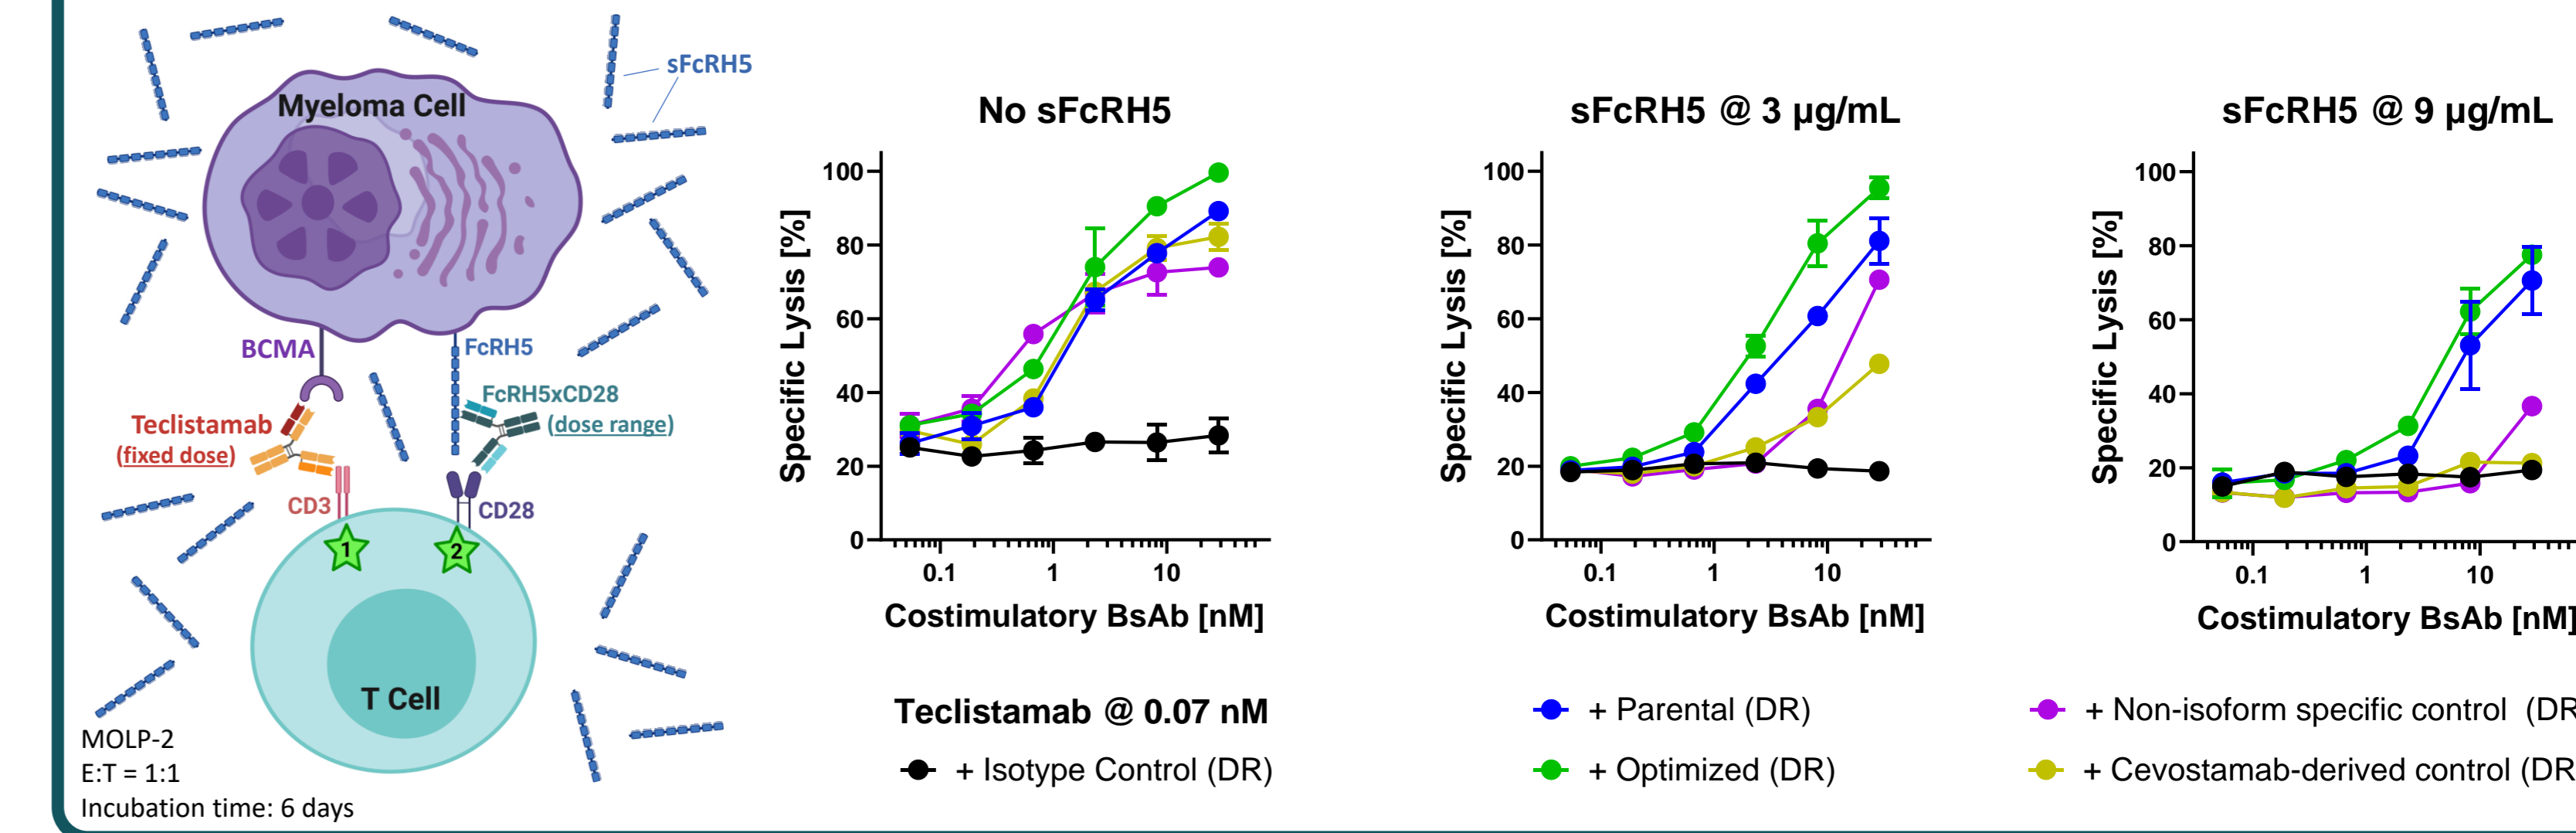 sFcRH5
Myeloma Cell
BCMA
FcRH5
FcRH5xCD28
(dose range)
Teclistamab
(fixed dose)
CD3
CD28
1
2
T Cell
MOLP-2
E:T = 1:1
Incubation time: 6 days
No sFcRH5
Specific Lysis [%]
100
80
60
40
20
0
0.1 1 10
Costimulatory BsAb [nM]
sFcRH5 @ 3 µg/mL
Specific Lysis [%]
100
80
60
40
20
0
0.1 1 10
Costimulatory BsAb [nM]
sFcRH5 @ 9 µg/mL
Specific Lysis [%]
100
80
60
40
20
0
0.1 1 10
Costimulatory BsAb [nM]
Teclistamab @ 0.07 nM
+ Isotype Control (DR)
+ Parental (DR)
+ Optimized (DR)
+ Non-isoform specific control (DR
+ Cevostamab-derived control (DR